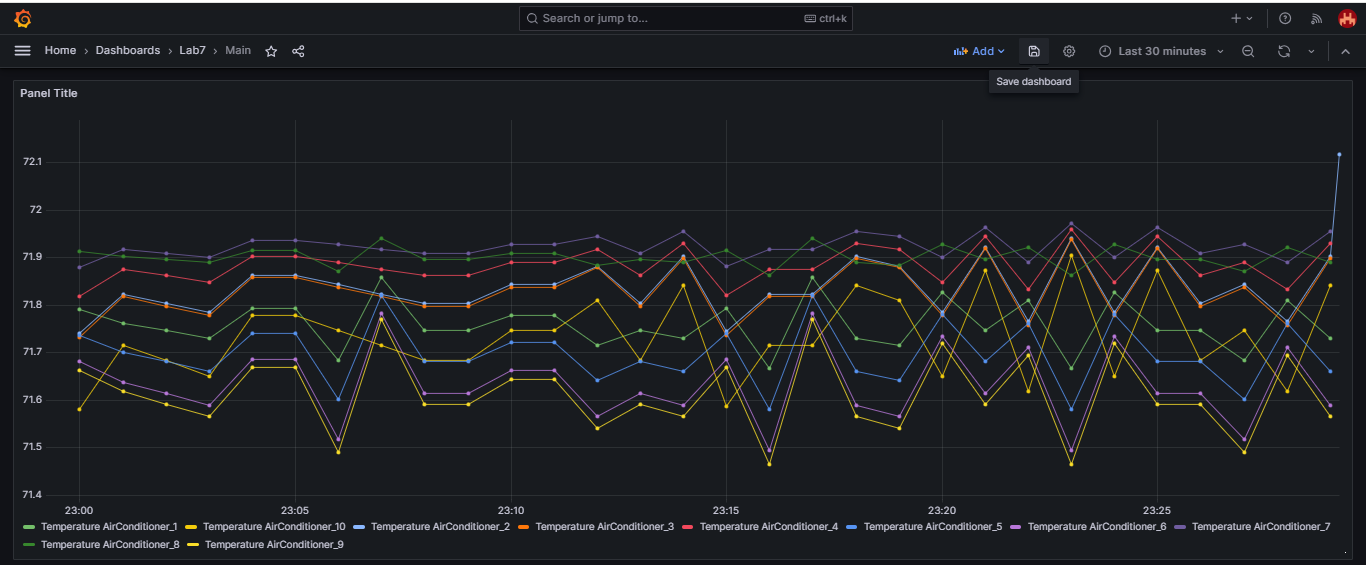 Search or jump to... ctrl+k
Home › Dashboards › Lab7 › Main Add Last 30 minutes
Save dashboard
Panel Title
72.1
72
71.9
71.8
71.7
71.6
71.5
71.4
23:00 23:05 23:10 23:15 23:20 23:25
Temperature AirConditioner_1 Temperature AirConditioner_10 Temperature AirConditioner_2 Temperature AirConditioner_3 Temperature AirConditioner_4 Temperature AirConditioner_5 Temperature AirConditioner_6 Temperature AirConditioner_7
Temperature AirConditioner_8 Temperature AirConditioner_9